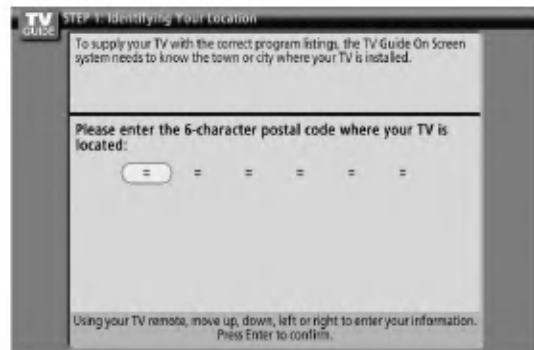 TV
GUIDE
STEP 1: Identifying Your Location
To supply your TV with the correct program listings, the TV Guide On Screen
system needs to know the town or city where your TV is installed.
Please enter the 6-character postal code where your TV is
located:
= = = = = =
Using your TV remote, move up, down, left or right to enter your information.
Press Enter to confirm.